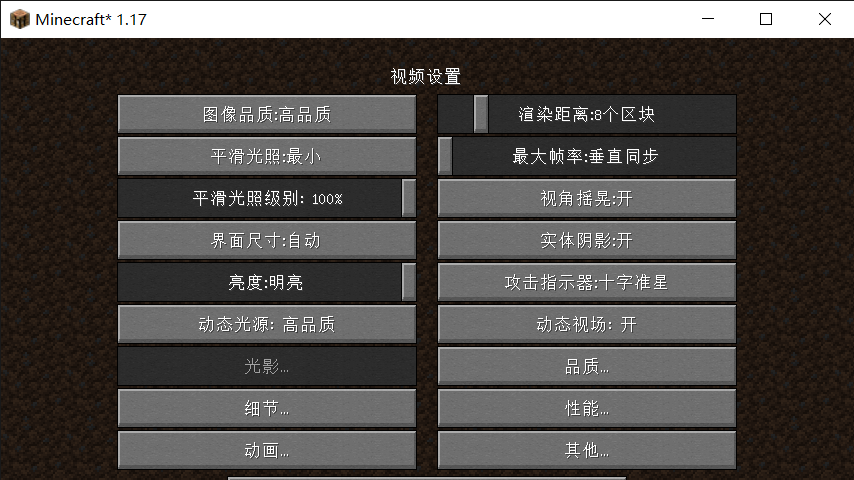 Minecraft* 1.17
视频设置
图像品质:高品质
渲染距离:8个区块
平滑光照:最小
最大帧率:垂直同步
平滑光照级别: 100%
视角摇晃:开
界面尺寸:自动
实体阴影:开
亮度:明亮
攻击指示器:十字准星
动态光源: 高品质
动态视场: 开
光影...
品质...
细节...
性能...
动画...
其他...